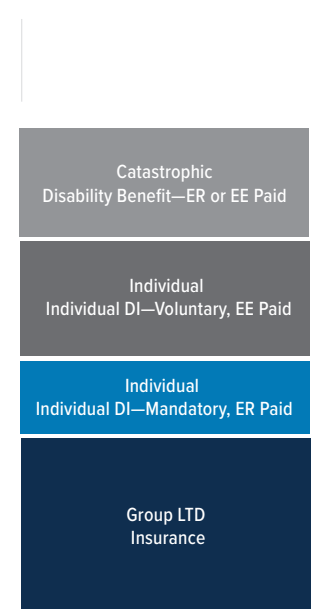 Catastrophic
Disability Benefit—ER or EE Paid
Individual
Individual DI—Voluntary, EE Paid
Individual
Individual DI—Mandatory, ER Paid
Group LTD
Insurance